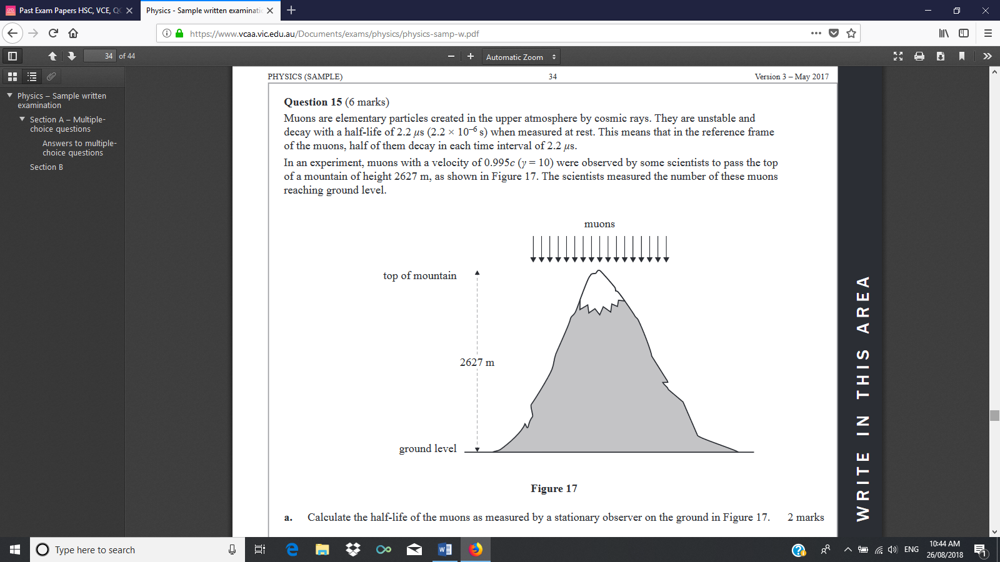 Past Exam Papers HSC, VCE, QC
Physics - Sample written examinati
https://www.vcaa.vic.edu.au/Documents/exams/physics/physics-samp-w.pdf
34 of 44
Automatic Zoom
Physics – Sample written
examination
Section A – Multiple-
choice questions
Answers to multiple-
choice questions
Section B
PHYSICS (SAMPLE) 34 Version 3 – May 2017
Question 15 (6 marks)
Muons are elementary particles created in the upper atmosphere by cosmic rays. They are unstable and
decay with a half-life of 2.2 μs (2.2 × 10⁻⁶ s) when measured at rest. This means that in the reference frame
of the muons, half of them decay in each time interval of 2.2 μs.
In an experiment, muons with a velocity of 0.995c (γ = 10) were observed by some scientists to pass the top
of a mountain of height 2627 m, as shown in Figure 17. The scientists measured the number of these muons
reaching ground level.
muons
top of mountain
2627 m
ground level
Figure 17
a. Calculate the half-life of the muons as measured by a stationary observer on the ground in Figure 17. 2 marks
WRITE IN THIS AREA
Type here to search
ENG
10:44 AM
26/08/2018
1